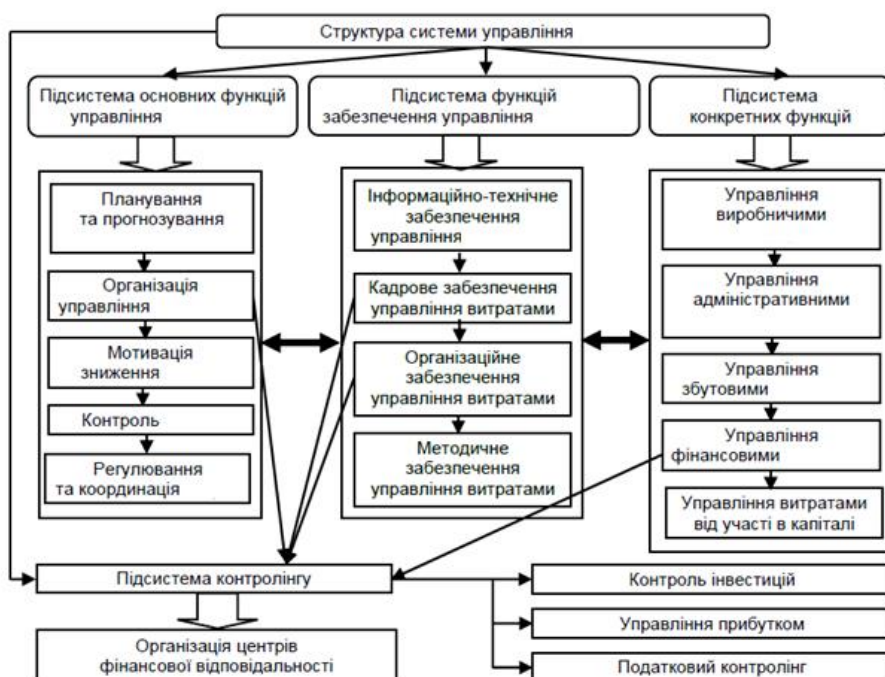 Структура системи управління
Підсистема основних функцій
управління
Підсистема функцій
забезпечення управління
Підсистема
конкретних функцій
Планування
та прогнозування
Організація
управління
Мотивація
зниження
Контроль
Регулювання
та координація
Інформаційно-технічне
забезпечення
управління
Кадрове забезпечення
управління витратами
Організаційне
забезпечення
управління витратами
Методичне
забезпечення
управління витратами
Управління
виробничими
Управління
адміністративними
Управління
збутовими
Управління
фінансовими
Управління витратами
від участі в капіталі
Підсистема контролінгу
Організація центрів
фінансової відповідальності
Контроль інвестицій
Управління прибутком
Податковий контролінг